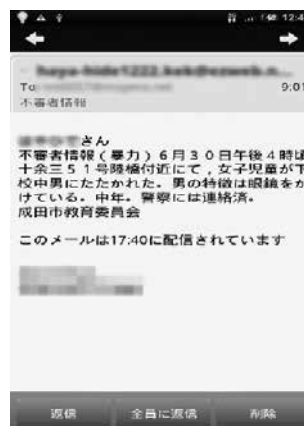 12:4
To
9:01
不審者情報
さん
不審者情報（暴力）６月３０日午後４時頃
十余三５１号陸橋付近にて，女子児童が下
校中男にたたかれた。男の特徴は眼鏡をか
けている。中年。警察には連絡済。
成田市教育委員会
このメールは17:40に配信されています
返信
全員に返信
削除